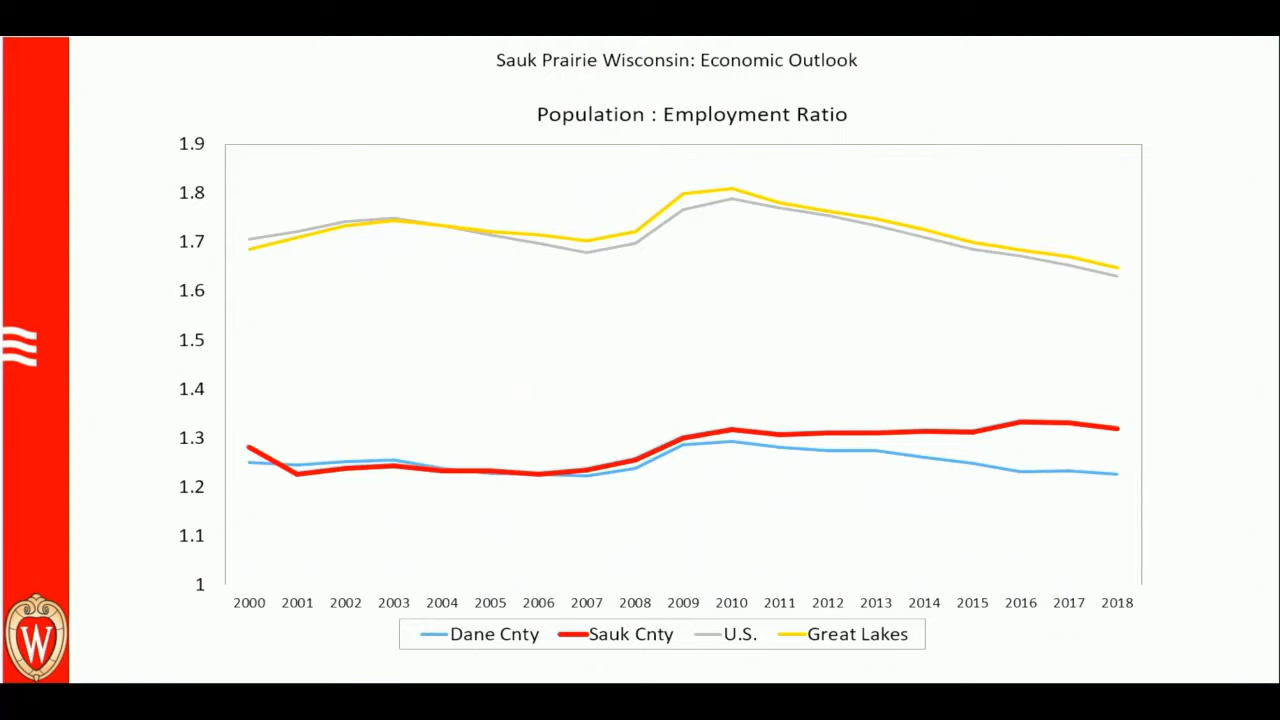 Sauk Prairie Wisconsin: Economic Outlook
Population : Employment Ratio
1.9
1.8
1.7
1.6
1.5
1.4
1.3
1.2
1.1
1
2000 2001 2002 2003 2004 2005 2006 2007 2008 2009 2010 2011 2012 2013 2014 2015 2016 2017 2018
Dane Cnty Sauk Cnty U.S. Great Lakes
W